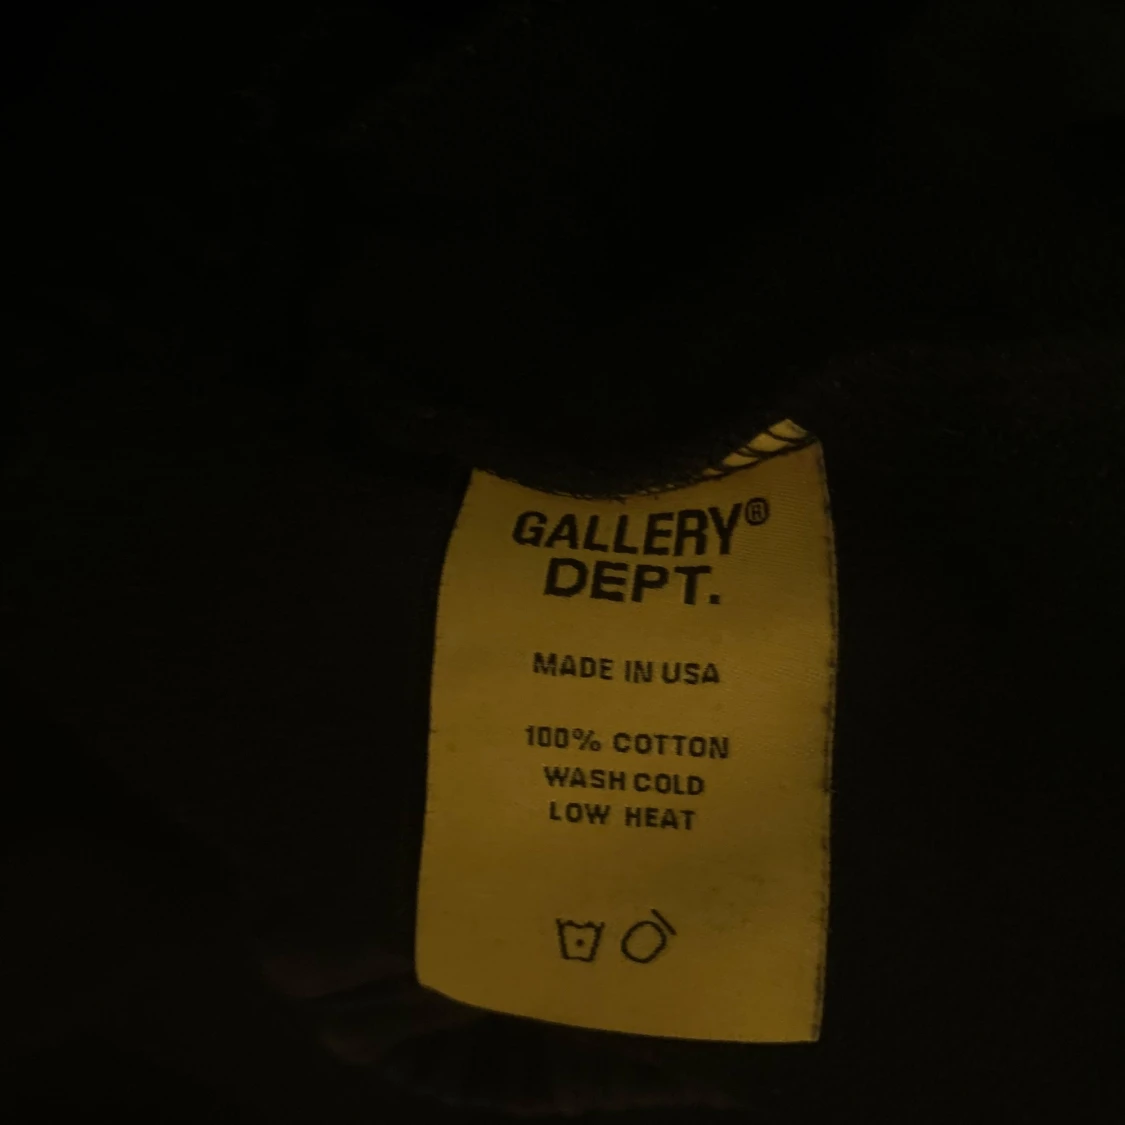 GALLERY®
DEPT.
MADE IN USA
100% COTTON
WASH COLD
LOW HEAT